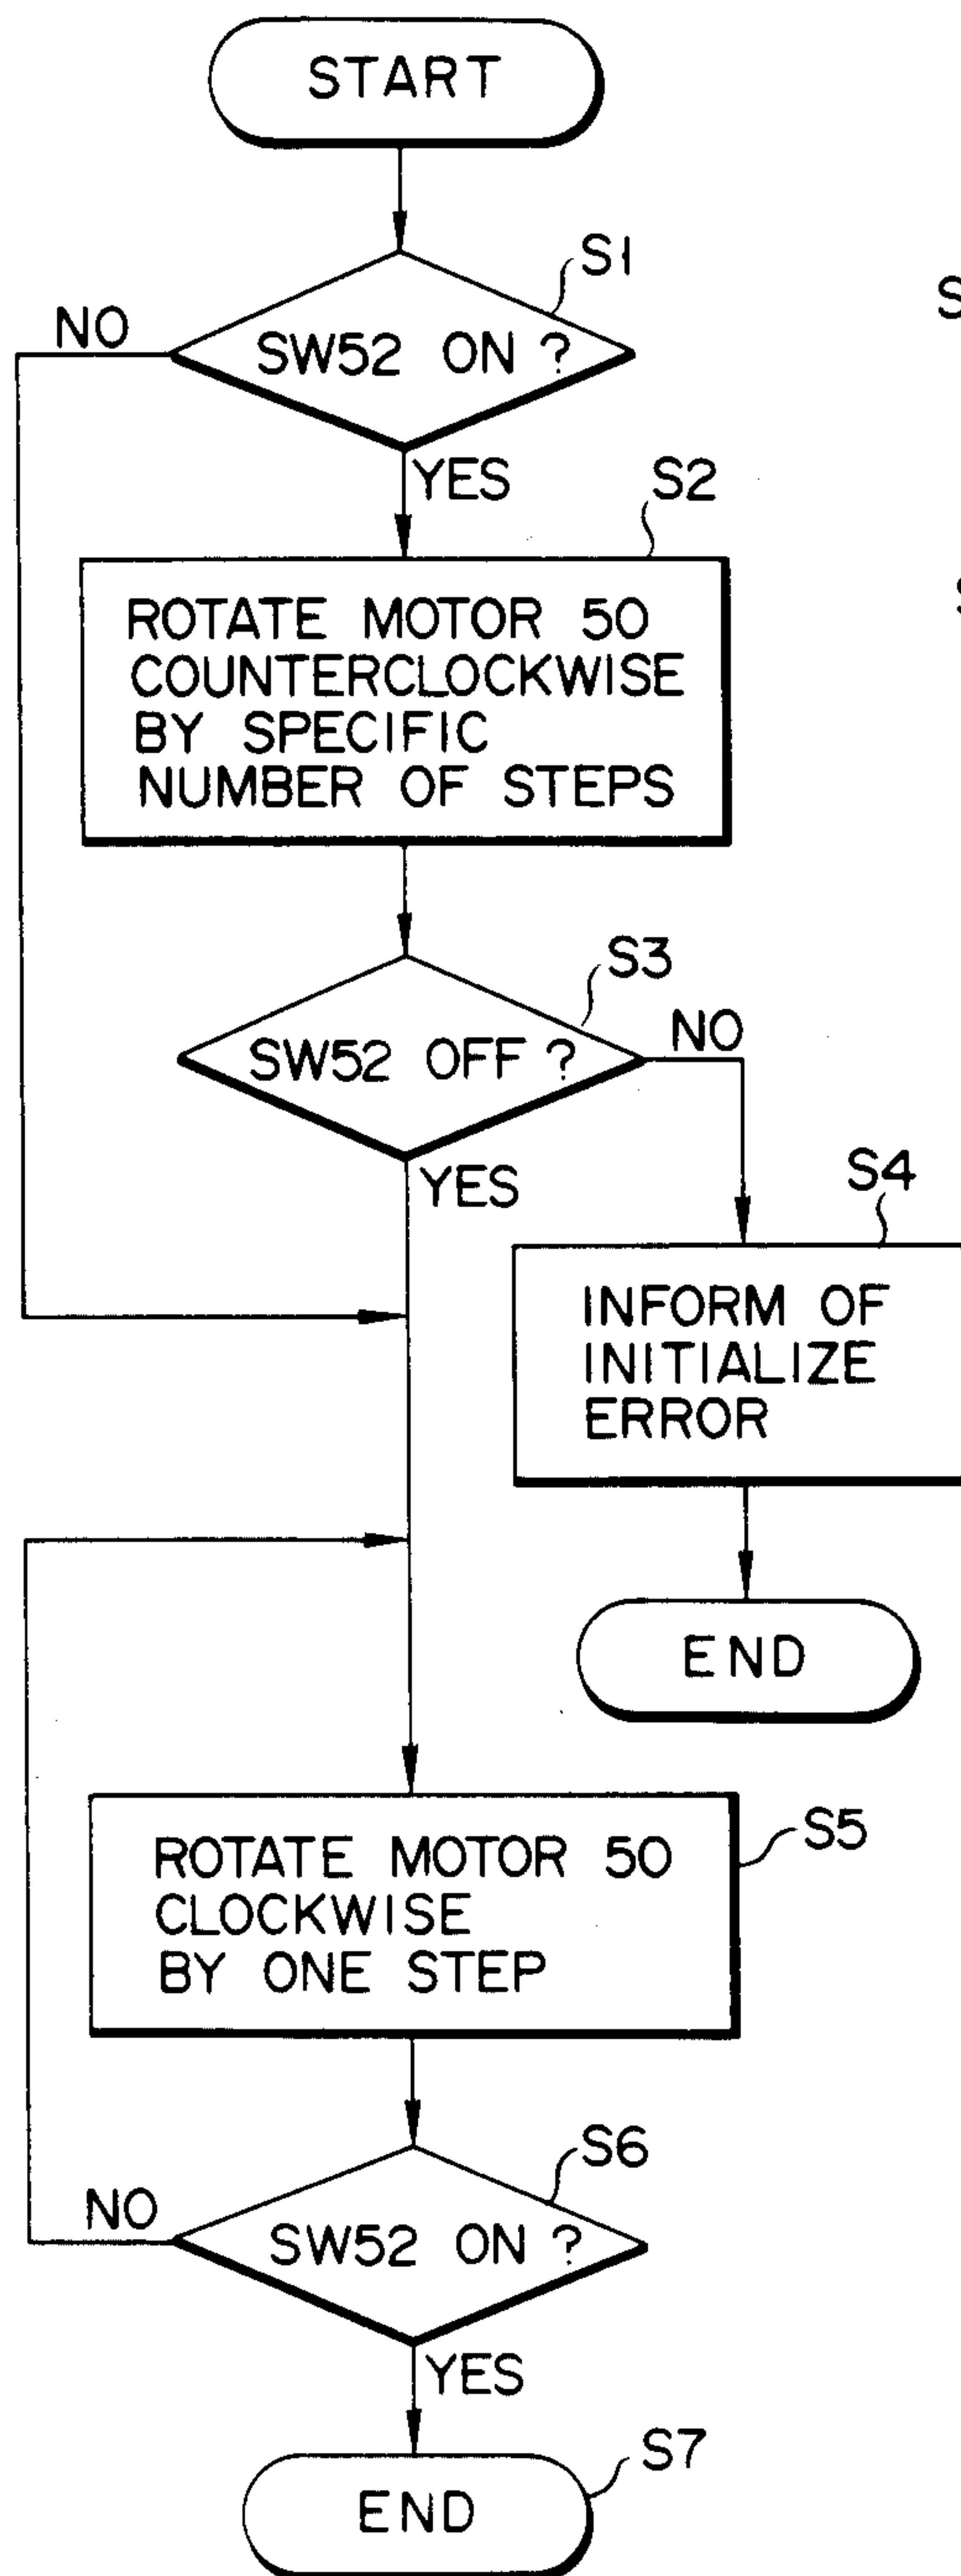 START
S1
S
NO
SW52 ON ?
YES
S2
S
ROTATE MOTOR 50
COUNTERCLOCKWISE
BY SPECIFIC
NUMBER OF STEPS
S3
NO
SW52 OFF ?
YES
S4
INFORM OF
INITIALIZE
ERROR
END
S5
ROTATE MOTOR 50
CLOCKWISE
BY ONE STEP
S6
NO
SW52 ON ?
YES
S7
END